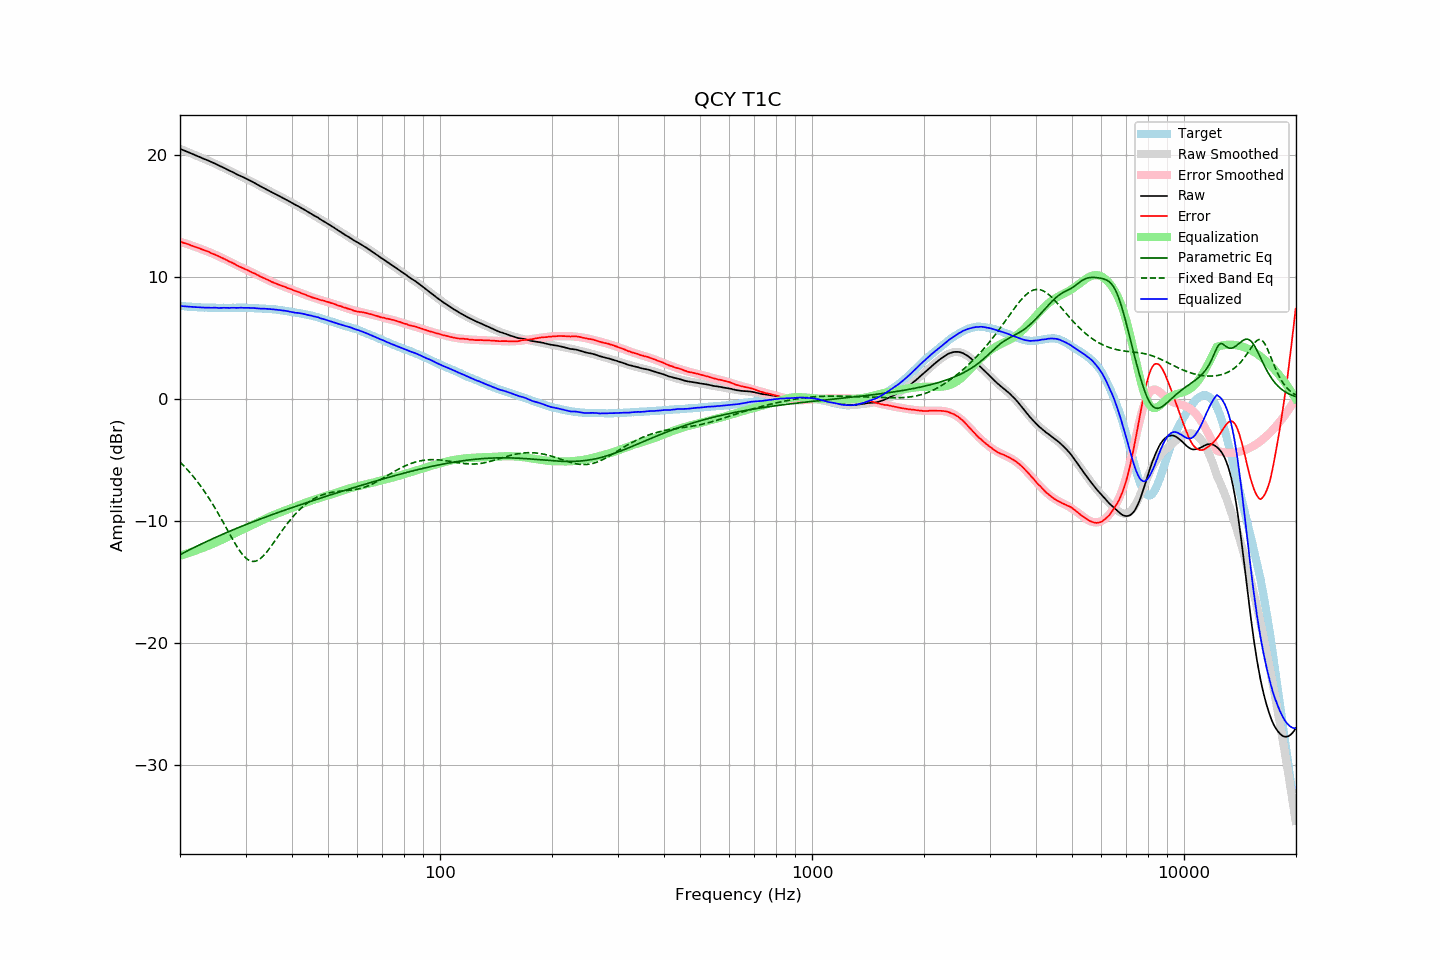 QCY T1C
Target
Raw Smoothed
Error Smoothed
Raw
Error
Equalization
Parametric Eq
Fixed Band Eq
Equalized
20
10
0
−10
−20
−30
Amplitude (dBr)
100
1000
10000
Frequency (Hz)